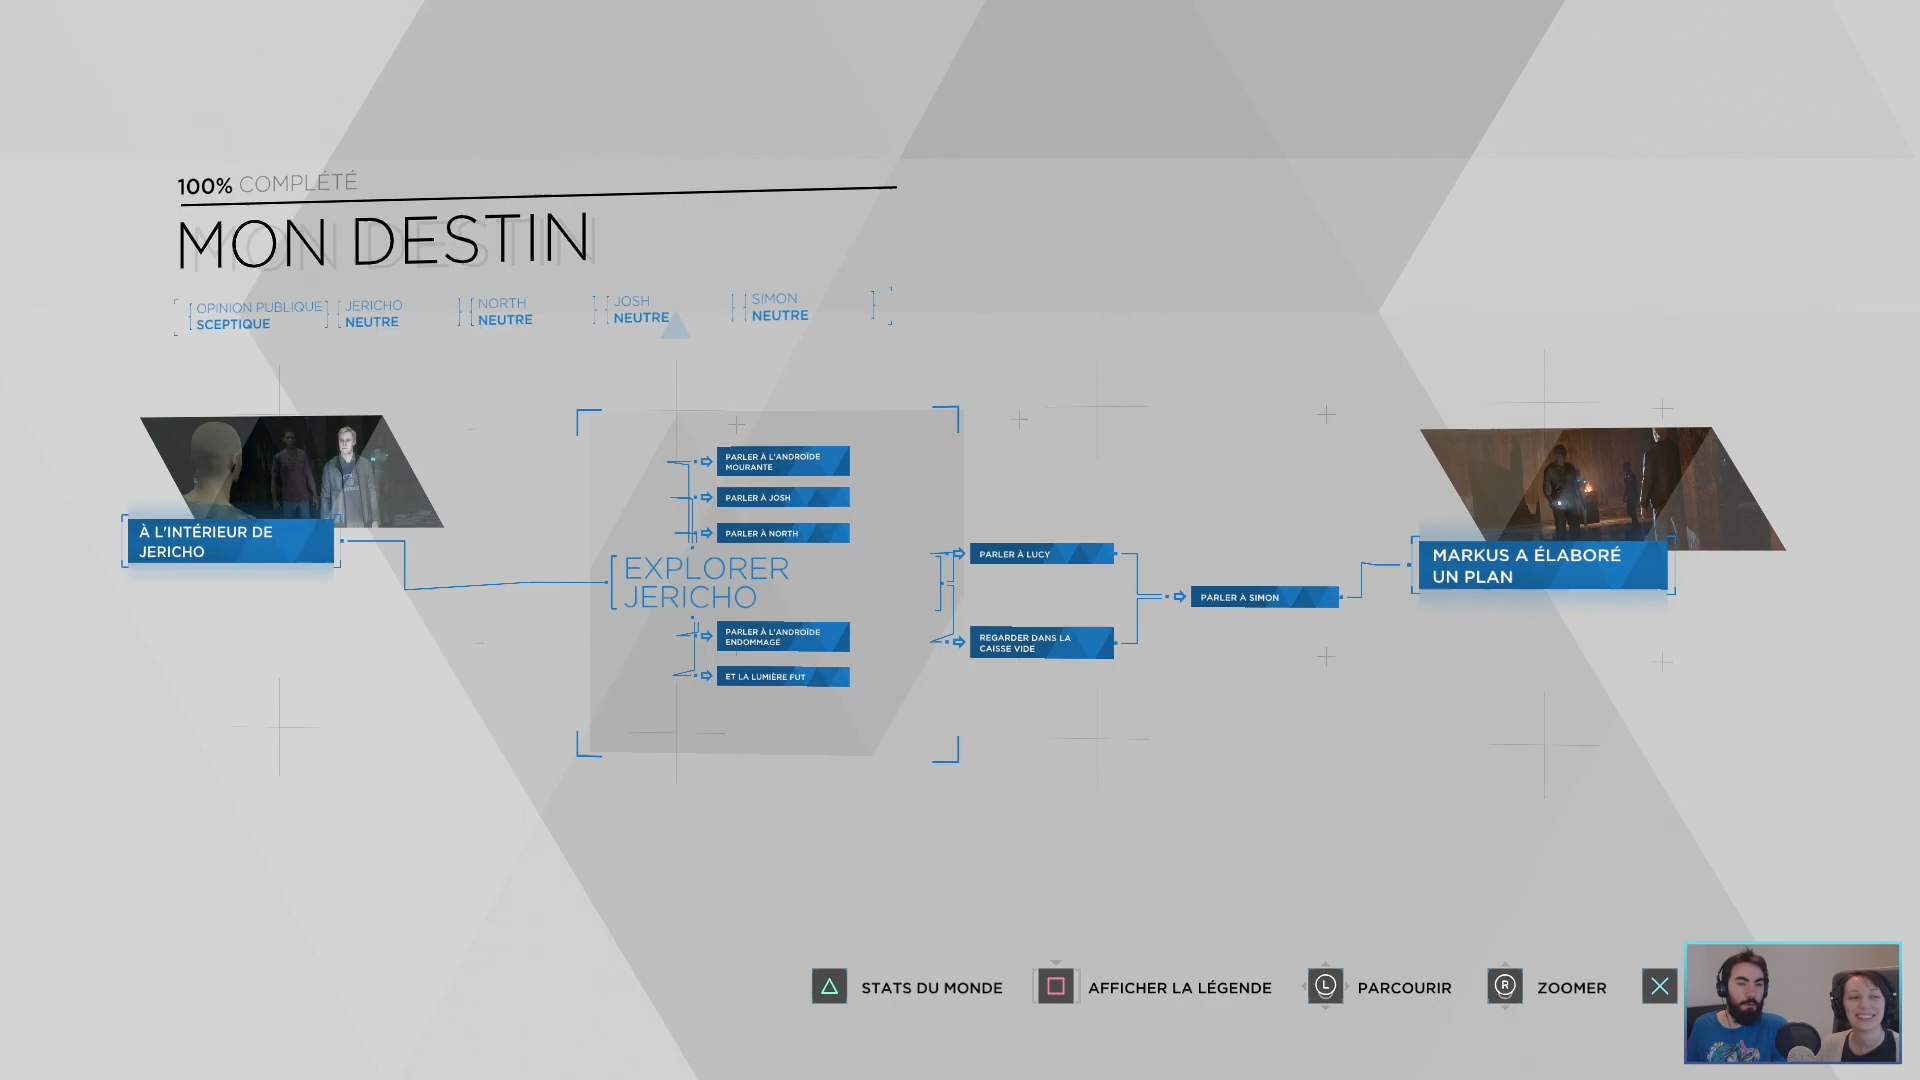 100% COMPLÉTÉ
MON DESTIN
OPINION PUBLIQUE
SCEPTIQUE
JERICHO
NEUTRE
NORTH
NEUTRE
JOSH
NEUTRE
SIMON
NEUTRE
À L'INTÉRIEUR DE
JERICHO
PARLER À L'ANDROÏDE
MOURANTE
PARLER À JOSH
PARLER À NORTH
EXPLORER
JERICHO
PARLER À L'ANDROÏDE
ENDOMMAGÉ
ET LA LUMIÈRE FUT
PARLER À LUCY
REGARDER DANS LA
CAISSE VIDE
PARLER À SIMON
MARKUS A ÉLABORÉ
UN PLAN
STATS DU MONDE
AFFICHER LA LÉGENDE
L
PARCOURIR
R
ZOOMER